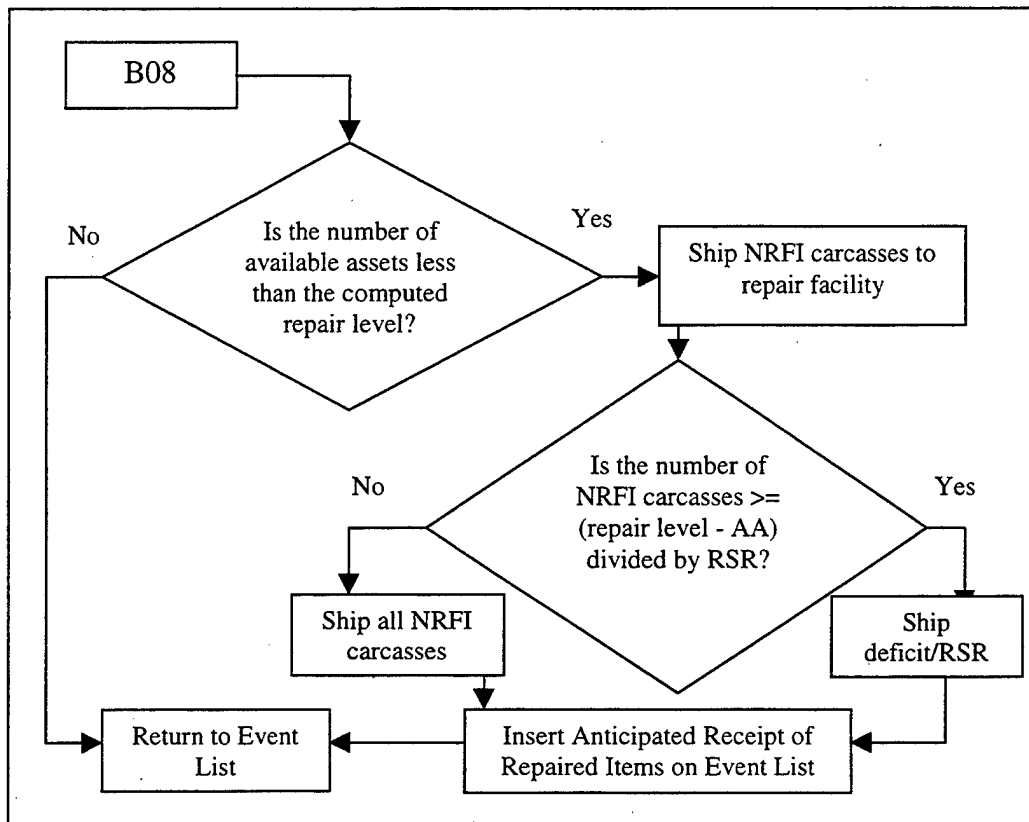 B08
No
Is the number of
available assets less
than the computed
repair level?
Yes
Ship NRFI carcasses to
repair facility
No
Is the number of
NRFI carcasses >=
(repair level - AA)
divided by RSR?
Yes
Ship all NRFI
carcasses
Ship
deficit/RSR
Return to Event
List
Insert Anticipated Receipt of
Repaired Items on Event List